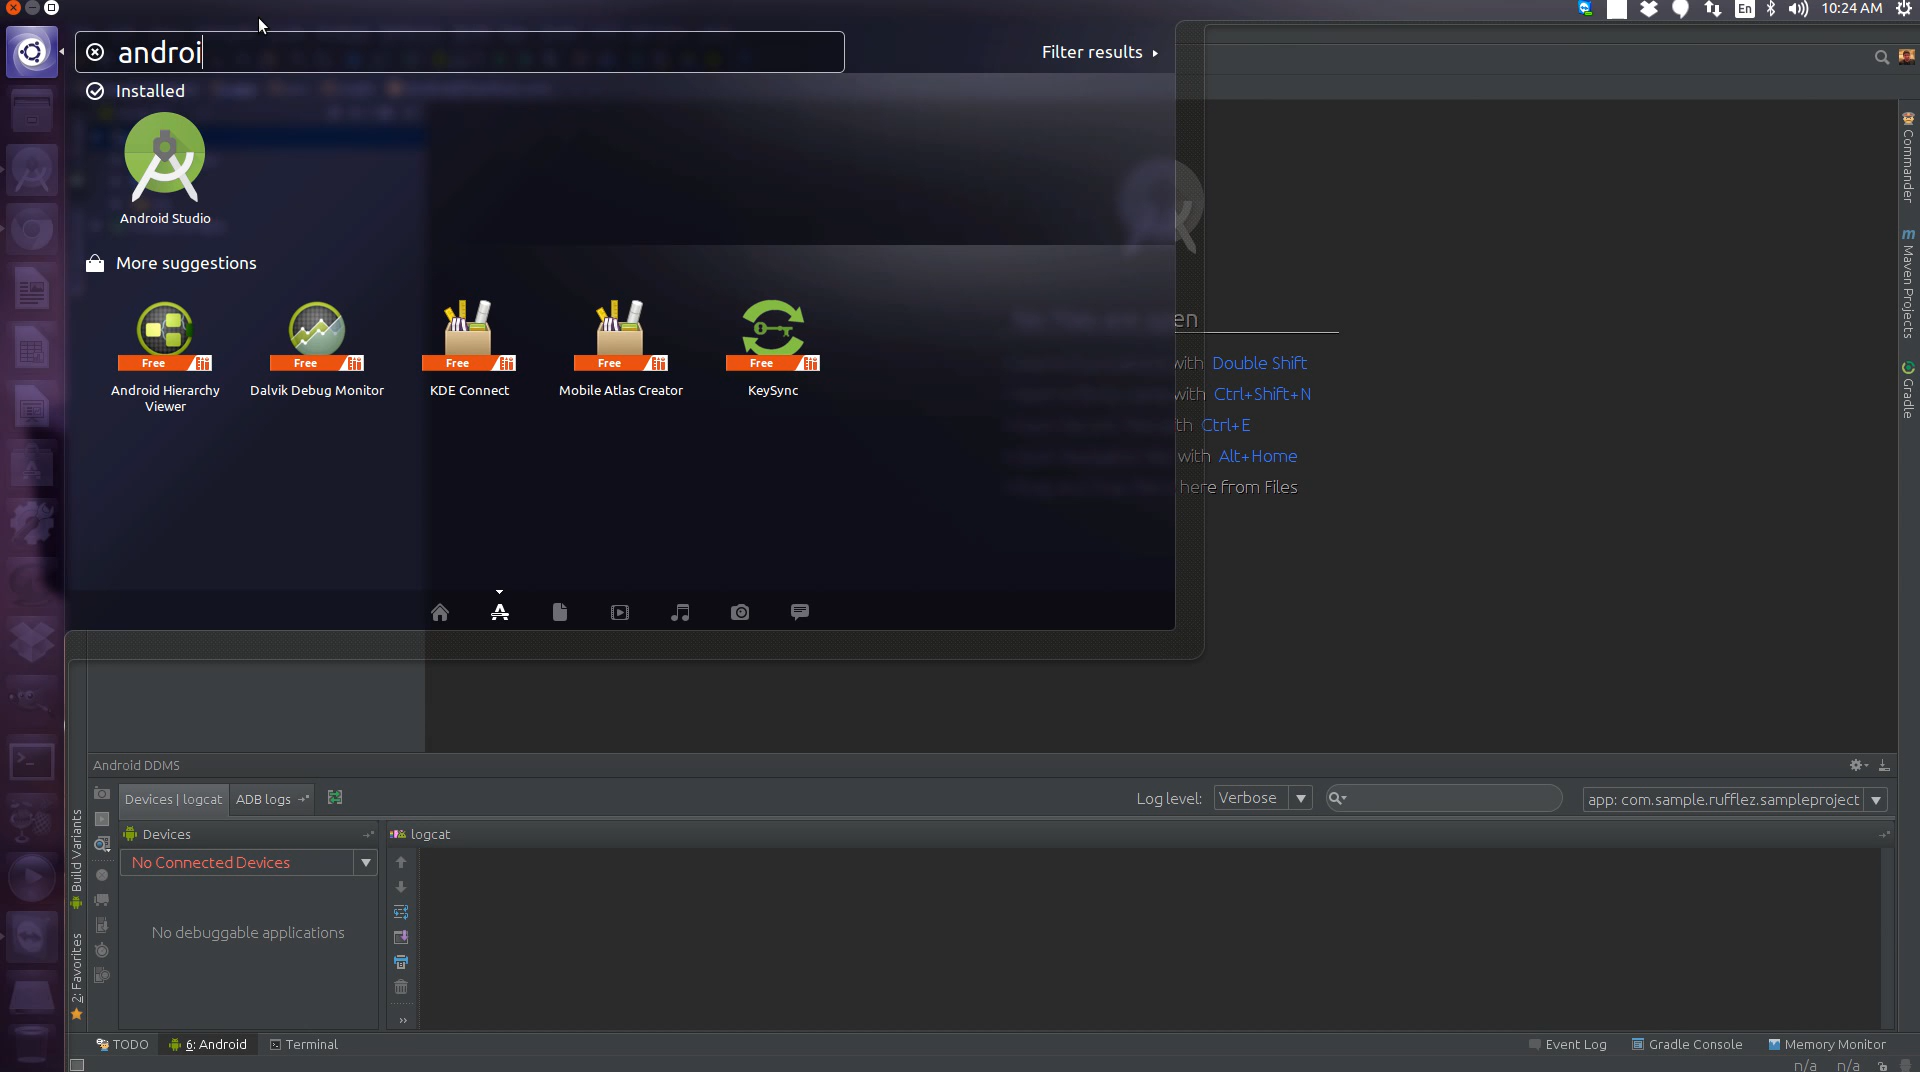 En
10:24 AM
androi
Filter results
Installed
Android Studio
More suggestions
Free
Free
Free
Free
Free
Android Hierarchy
Viewer
Dalvik Debug Monitor
KDE Connect
Mobile Atlas Creator
KeySync
en
with Double Shift
with Ctrl+Shift+N
th Ctrl+E
with Alt+Home
here from Files
Commander
m Maven Projects
Gradle
Android DDMS
Devices | logcat
ADB logs
Log level:
Verbose
app: com.sample.rufflez.sampleproject
Devices
logcat
No Connected Devices
No debuggable applications
Build Variants
2: Favorites
TODO
6: Android
Terminal
Event Log
Gradle Console
Memory Monitor
n/a
n/a